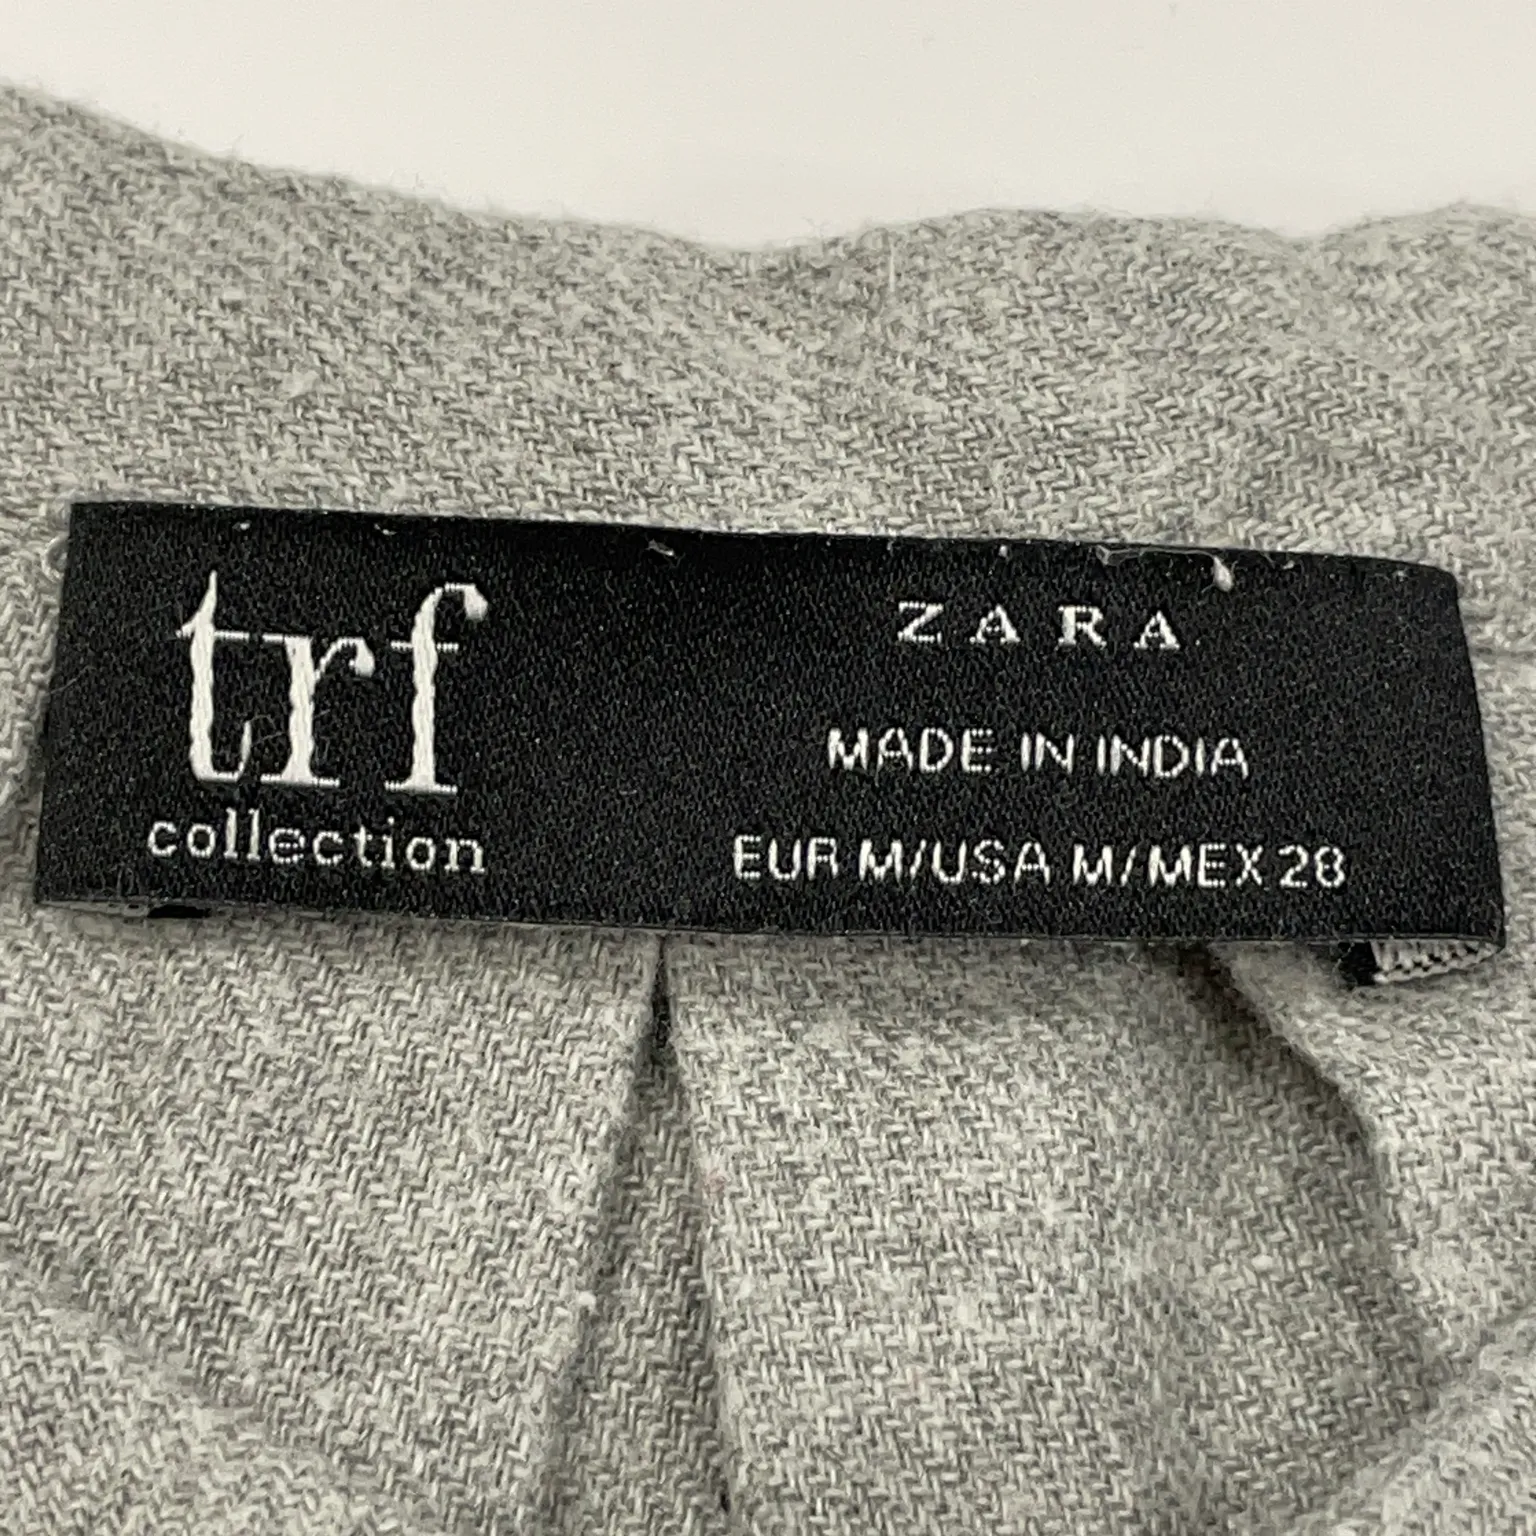 trf
collection
ZARA
MADE IN INDIA
EUR M/USA M/MEX 28